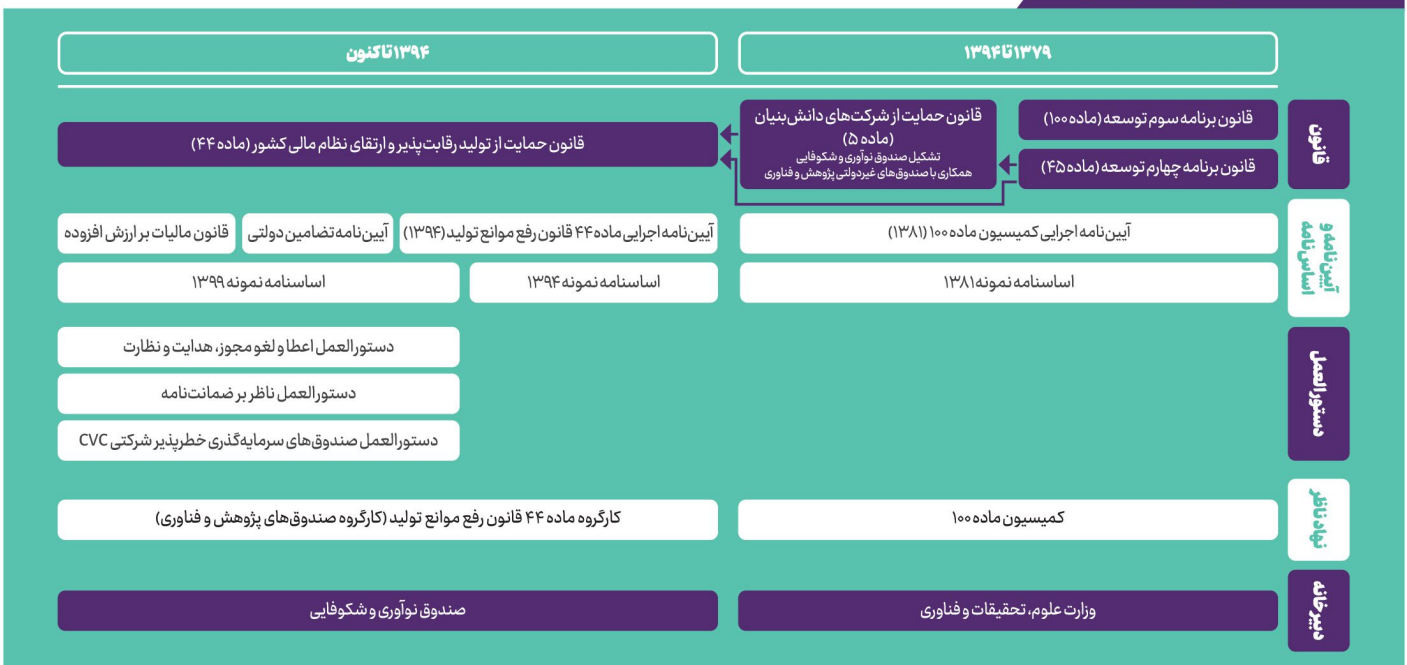 ۱۳۷۹ تا ۱۳۹۴
۱۳۹۴ تاکنون
قانون
قانون برنامه سوم توسعه (ماده ۱۰۰)
قانون برنامه چهارم توسعه (ماده ۴۵)
قانون حمایت از شرکت‌های دانش‌بنیان
(ماده ۵)
تشکیل صندوق نوآوری و شکوفایی
همکاری با صندوق‌های غیردولتی پژوهش و فناوری
قانون حمایت از تولید رقابت‌پذیر و ارتقای نظام مالی کشور (ماده ۴۴)
آیین‌نامه و
اساس‌نامه
آیین‌نامه اجرایی کمیسیون ماده ۱۰۰ (۱۳۸۱)
آیین‌نامه اجرایی ماده ۴۴ قانون رفع موانع تولید (۱۳۹۴)
آیین‌نامه تضامین دولتی
قانون مالیات بر ارزش افزوده
اساسنامه نمونه ۱۳۸۱
اساسنامه نمونه ۱۳۹۴
اساسنامه نمونه ۱۳۹۹
دستورالعمل
دستورالعمل اعطا و لغو مجوز، هدایت و نظارت
دستورالعمل ناظر بر ضمانت‌نامه
دستورالعمل صندوق‌های سرمایه‌گذری خطرپذیر شرکتی CVC
نهاد ناظر
کمیسیون ماده ۱۰۰
کارگروه ماده ۴۴ قانون رفع موانع تولید (کارگروه صندوق‌های پژوهش و فناوری)
دبیرخانه
وزارت علوم، تحقیقات و فناوری
صندوق نوآوری و شکوفایی